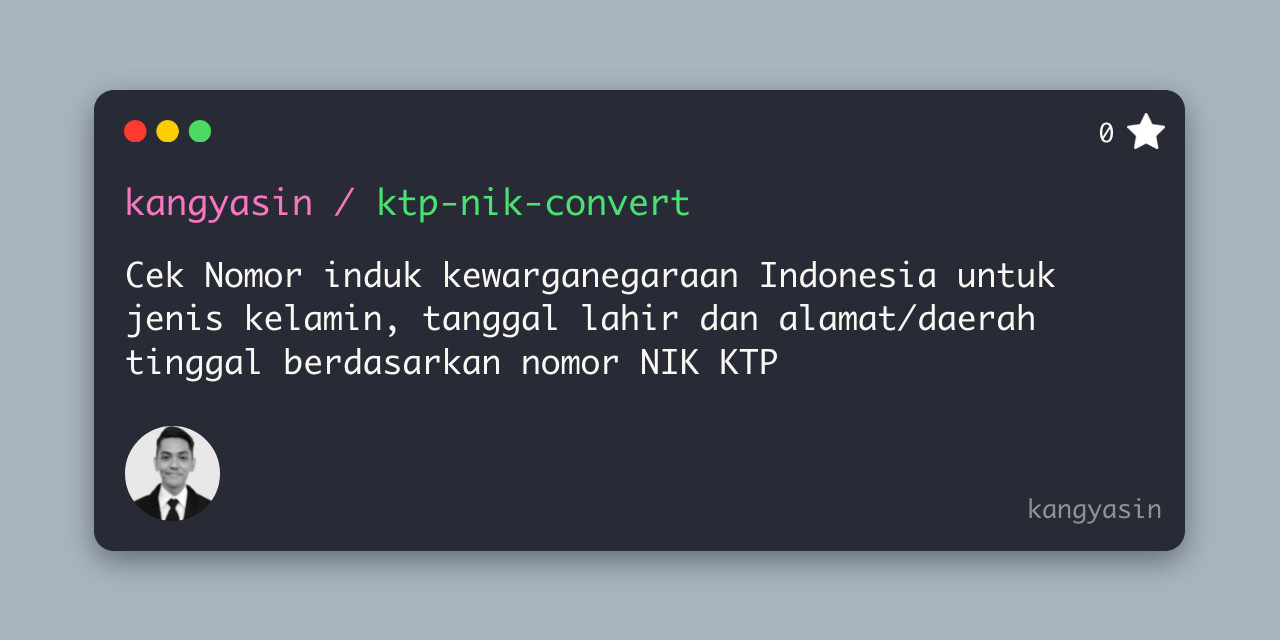 0
kangyasin / ktp-nik-convert
Cek Nomor induk kewarganegaraan Indonesia untuk
jenis kelamin, tanggal lahir dan alamat/daerah
tinggal berdasarkan nomor NIK KTP
kangyasin